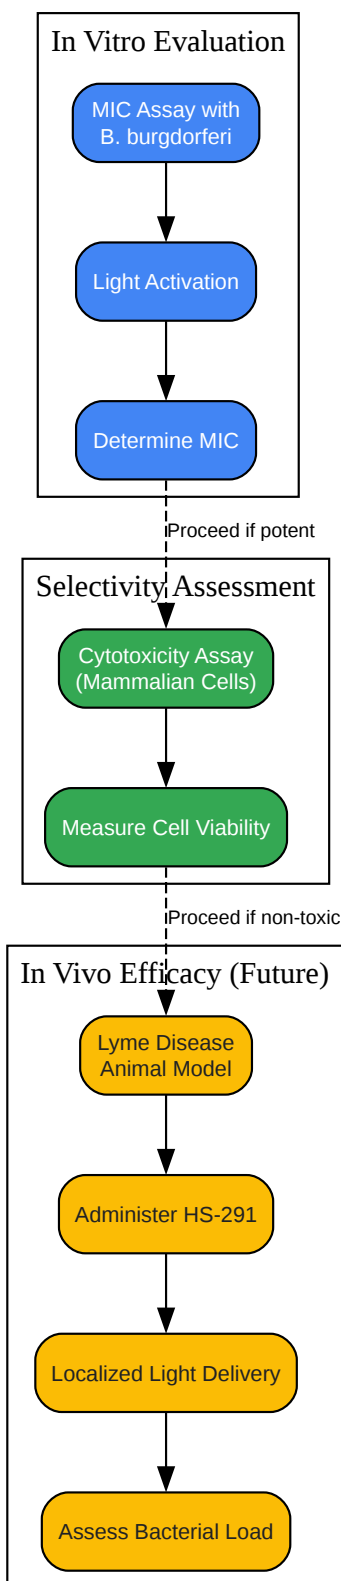 In Vitro Evaluation
MIC Assay with
B. burgdorferi
Light Activation
Determine MIC
Proceed if potent
Selectivity Assessment
Cytotoxicity Assay
(Mammalian Cells)
Measure Cell Viability
Proceed if non-toxic
In Vivo Efficacy (Future)
Lyme Disease
Animal Model
Administer HS-291
Localized Light Delivery
Assess Bacterial Load